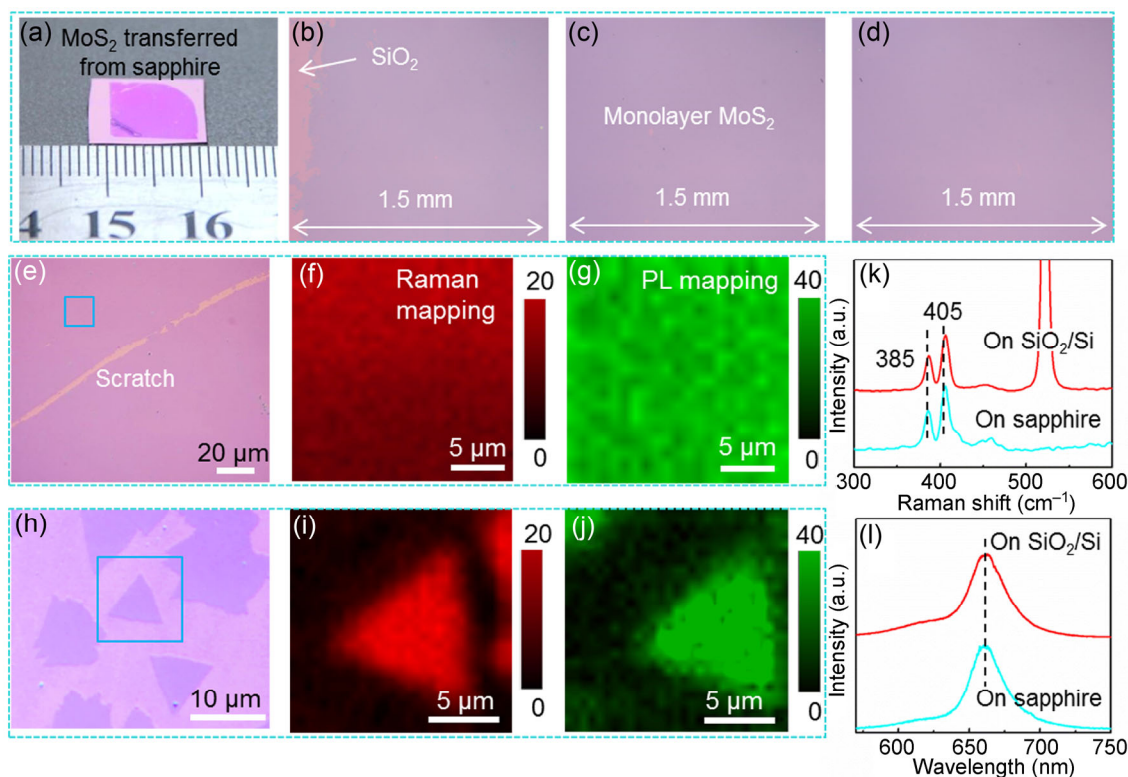 (a)
MoS₂ transferred
from sapphire
4 15 16
(b)
SiO₂
1.5 mm
(c)
Monolayer MoS₂
1.5 mm
(d)
1.5 mm
(e)
Scratch
20 µm
(f)
Raman
mapping
5 µm
20
0
(g)
PL mapping
5 µm
40
0
(k)
405
385
On SiO₂/Si
On sapphire
Intensity (a.u.)
300 400 500 600
Raman shift (cm⁻¹)
(h)
10 µm
(i)
5 µm
20
0
(j)
5 µm
40
0
(l)
On SiO₂/Si
On sapphire
Intensity (a.u.)
600 650 700 750
Wavelength (nm)